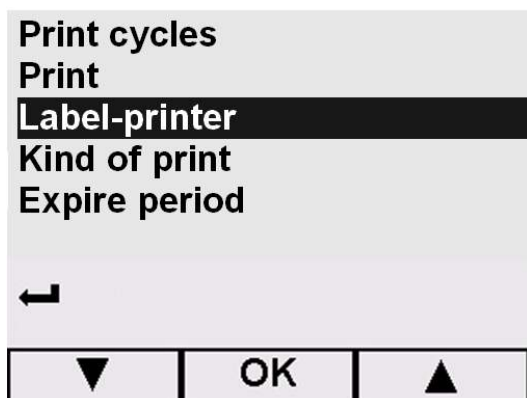 Print cycles
Print
Label-printer
Kind of print
Expire period
OK